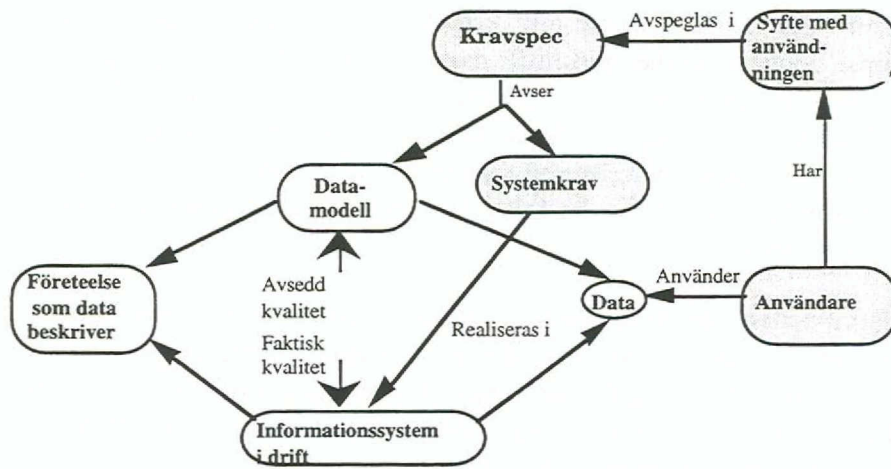 Kravspec
Avspeglas i
Syfte med
använd-
ningen
Avser
Data-
modell
Systemkrav
Har
Företeelse
som data
beskriver
Avsedd
kvalitet
Faktisk
kvalitet
Realiseras i
Data
Använder
Användare
Informationssystem
i drift